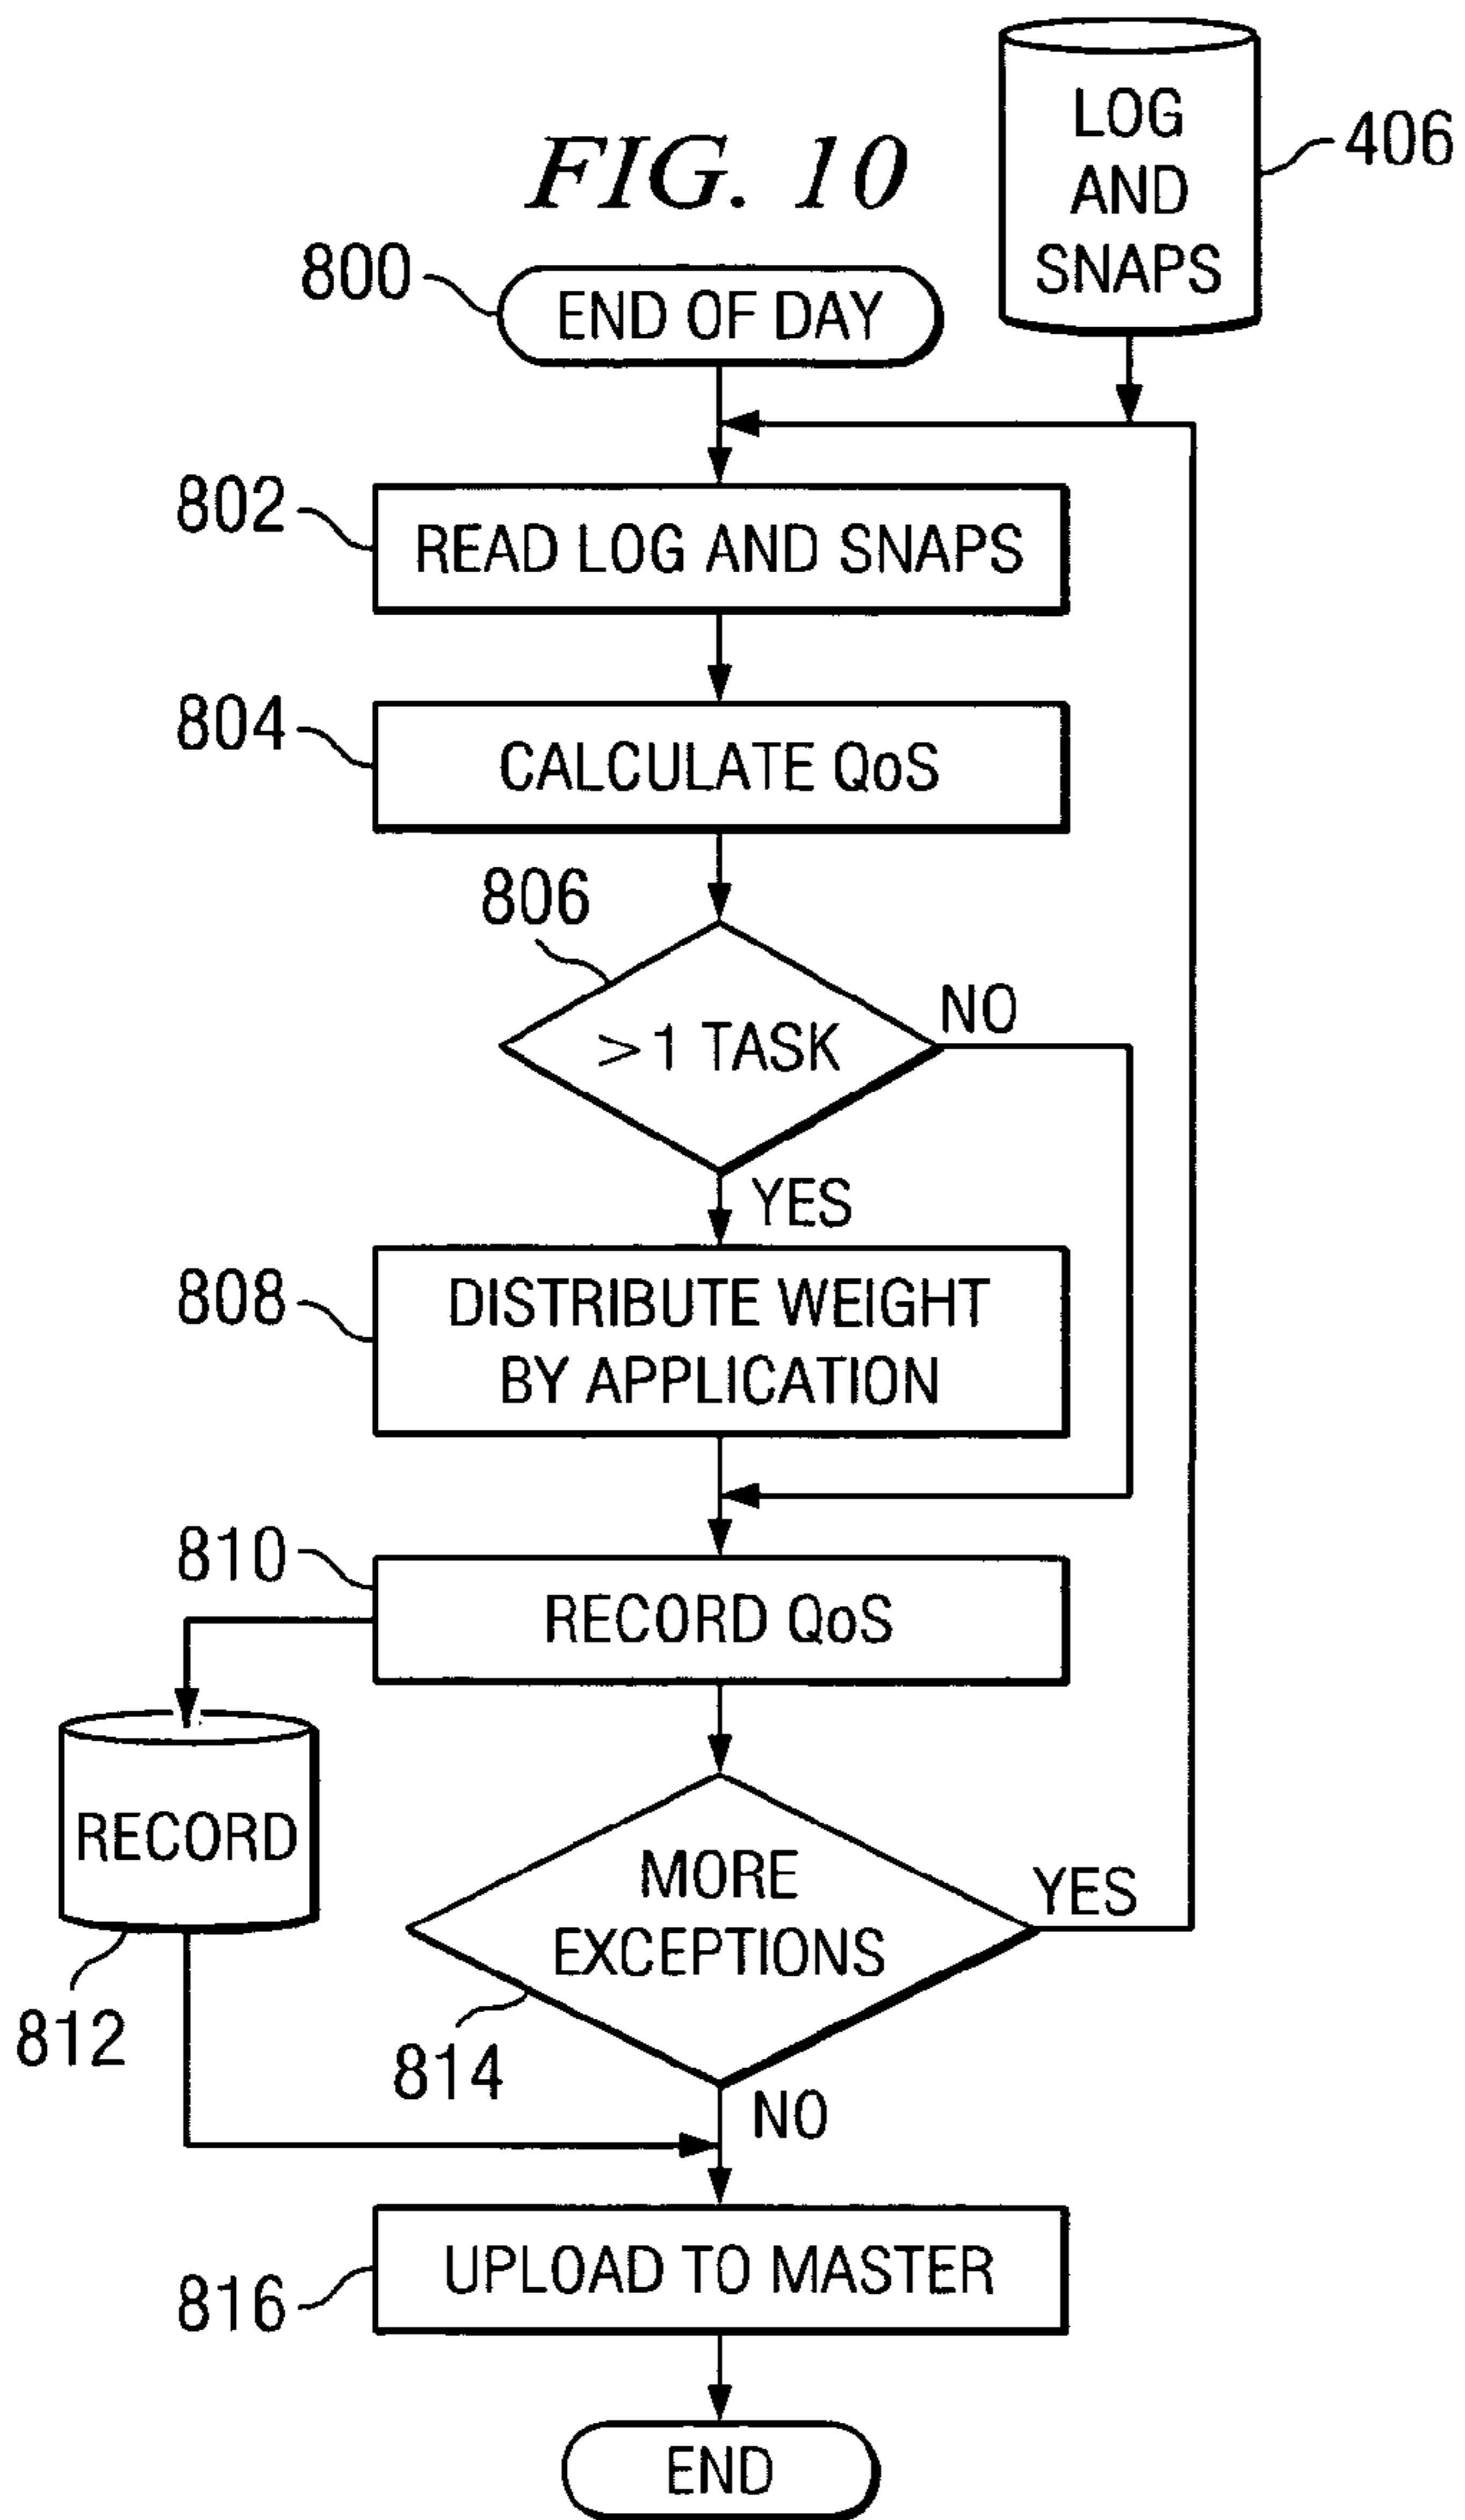 LOG
AND
SNAPS
406
FIG. 10
800
END OF DAY
802
READ LOG AND SNAPS
804
CALCULATE QoS
806
>1 TASK
NO
YES
808
DISTRIBUTE WEIGHT
BY APPLICATION
810
RECORD QoS
RECORD
812
MORE
EXCEPTIONS
YES
814
NO
816
UPLOAD TO MASTER
END